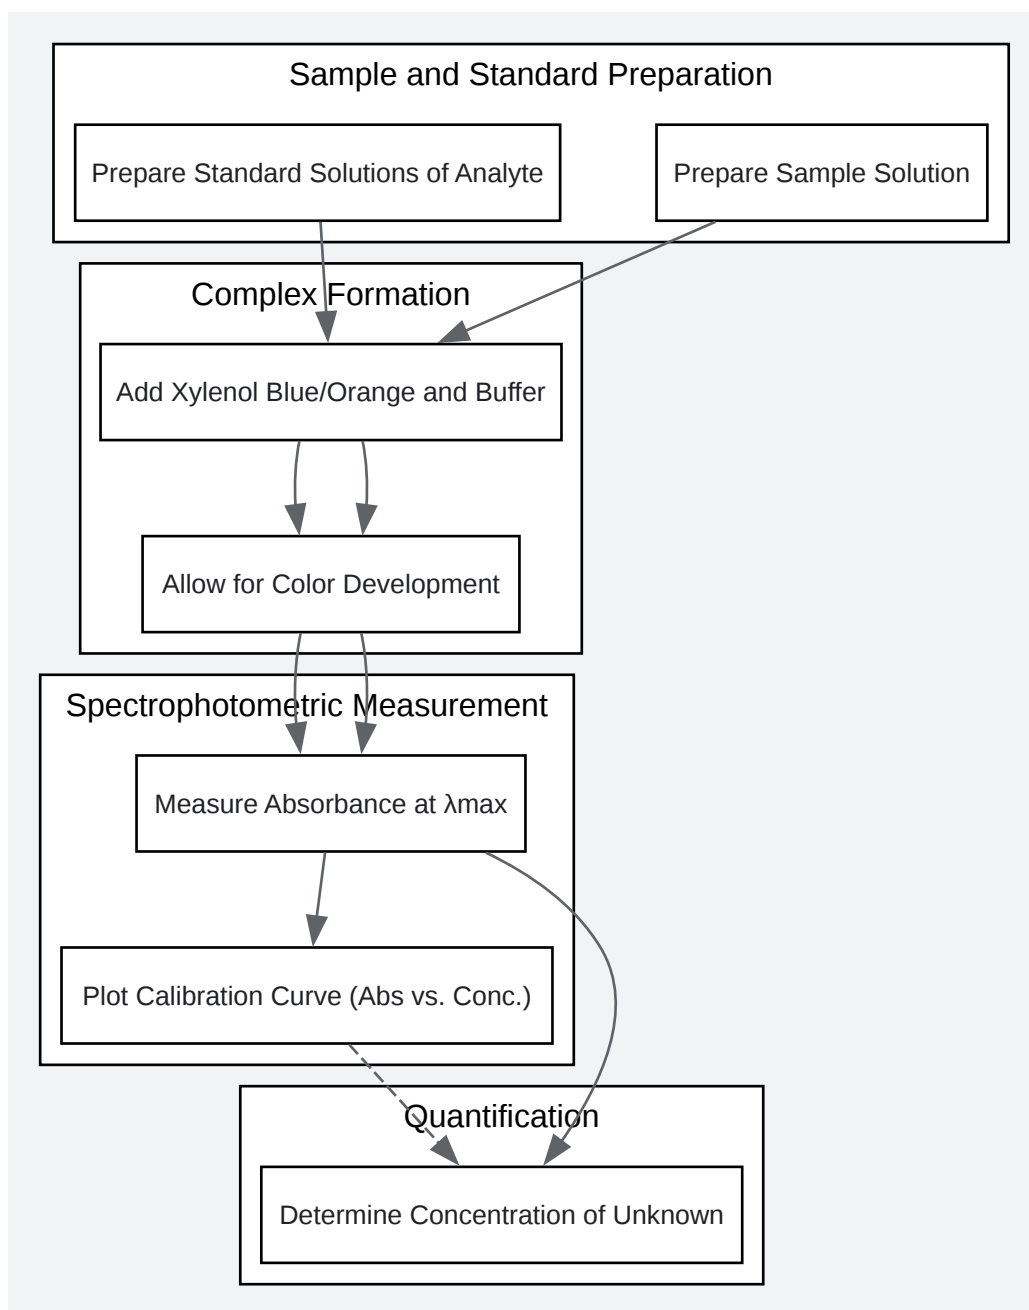 Sample and Standard Preparation
Prepare Standard Solutions of Analyte
Prepare Sample Solution
Complex Formation
Add Xylenol Blue/Orange and Buffer
Allow for Color Development
Spectrophotometric Measurement
Measure Absorbance at λmax
Plot Calibration Curve (Abs vs. Conc.)
Quantification
Determine Concentration of Unknown